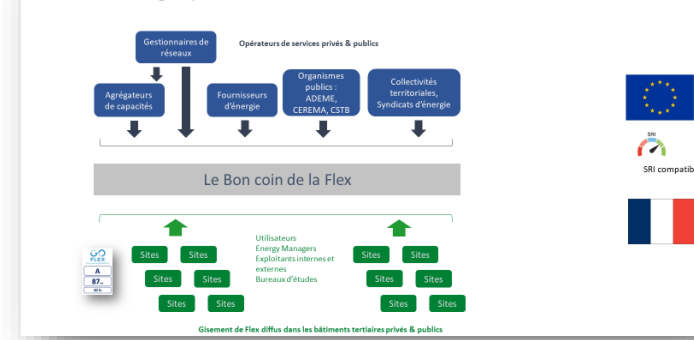 Gestionnaires de
réseaux
Opérateurs de services privés & publics
Agrégateurs
de capacités
Fournisseurs
d'énergie
Organismes
publics :
ADEME,
CEREMA, CSTB
Collectivités
territoriales,
Syndicats d'énergie
SRI
SRI compatib
Le Bon coin de la Flex
Utilisateurs
Energy Managers
Exploitants internes et
externes
Bureaux d'études
GO
FLEX
A
87
Sites Sites Sites Sites
Sites Sites Sites Sites
Sites Sites Sites Sites
Gisement de Flex diffus dans les bâtiments tertiaires privés & publics